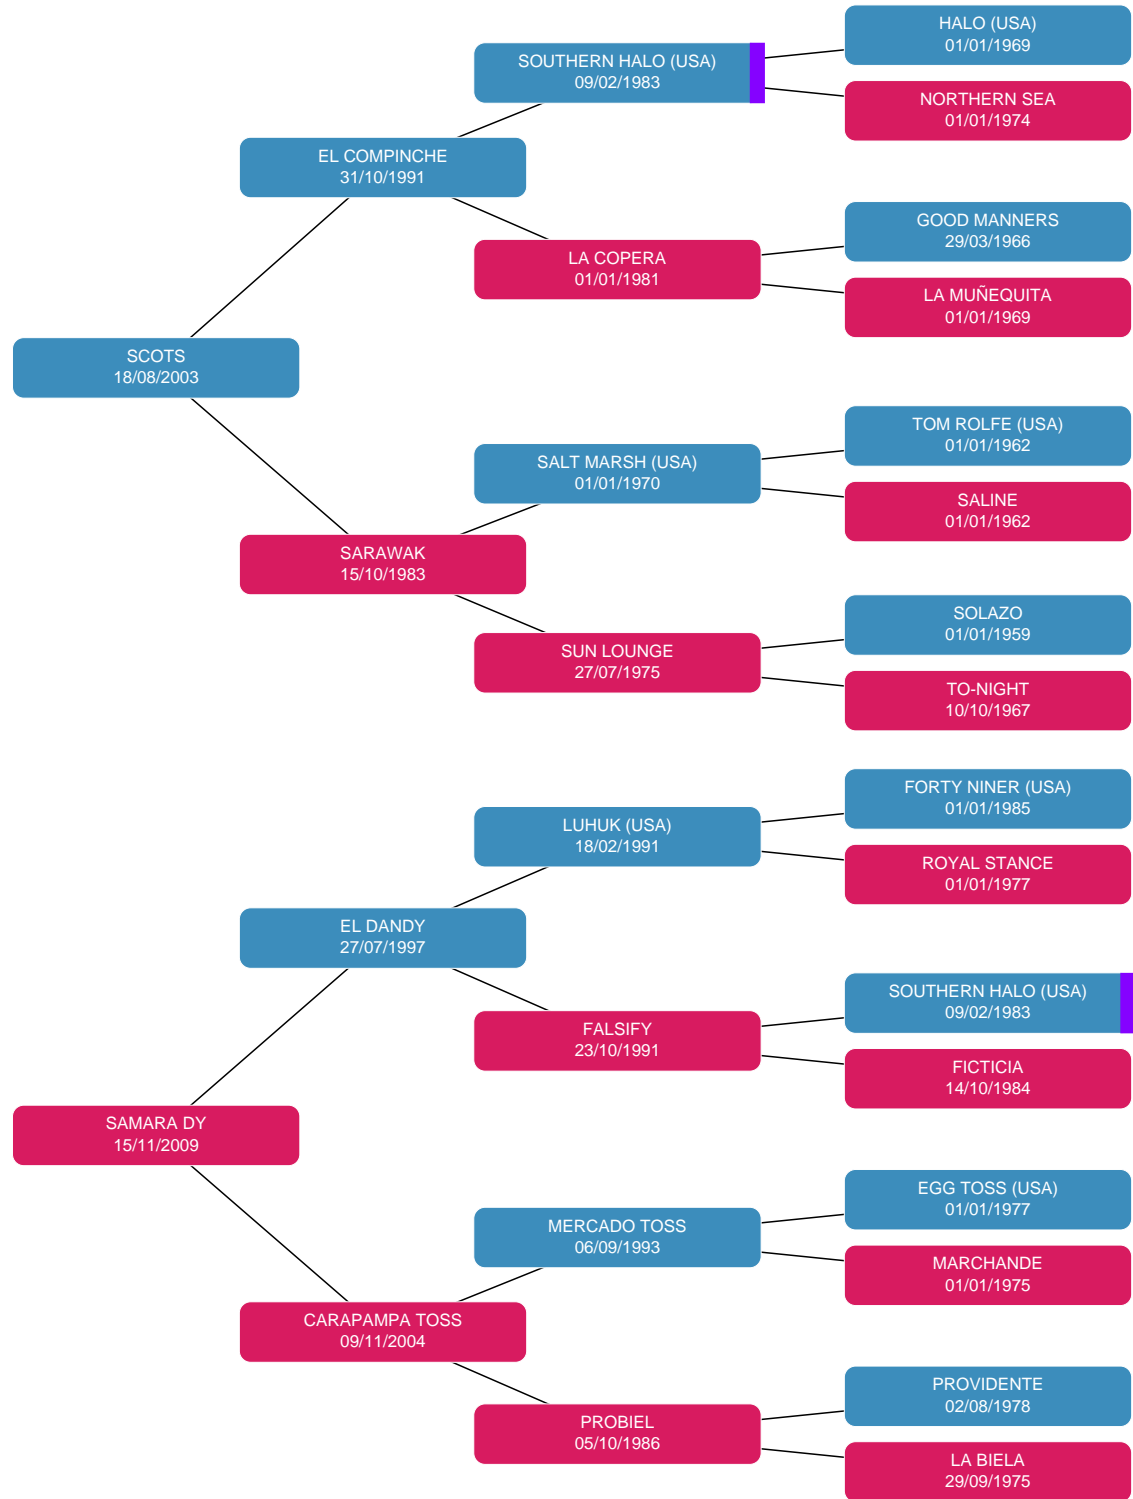 HALO (USA)
01/01/1969
SOUTHERN HALO (USA)
09/02/1983
NORTHERN SEA
01/01/1974
EL COMPINCHE
31/10/1991
GOOD MANNERS
29/03/1966
LA COPERA
01/01/1981
LA MUÑEQUITA
01/01/1969
SCOTS
18/08/2003
TOM ROLFE (USA)
01/01/1962
SALT MARSH (USA)
01/01/1970
SALINE
01/01/1962
SARAWAK
15/10/1983
SOLAZO
01/01/1959
SUN LOUNGE
27/07/1975
TO-NIGHT
10/10/1967
FORTY NINER (USA)
01/01/1985
LUHUK (USA)
18/02/1991
ROYAL STANCE
01/01/1977
EL DANDY
27/07/1997
SOUTHERN HALO (USA)
09/02/1983
FALSIFY
23/10/1991
FICTICIA
14/10/1984
SAMARA DY
15/11/2009
EGG TOSS (USA)
01/01/1977
MERCADO TOSS
06/09/1993
MARCHANDE
01/01/1975
CARAPAMPA TOSS
09/11/2004
PROVIDENTE
02/08/1978
PROBIEL
05/10/1986
LA BIELA
29/09/1975